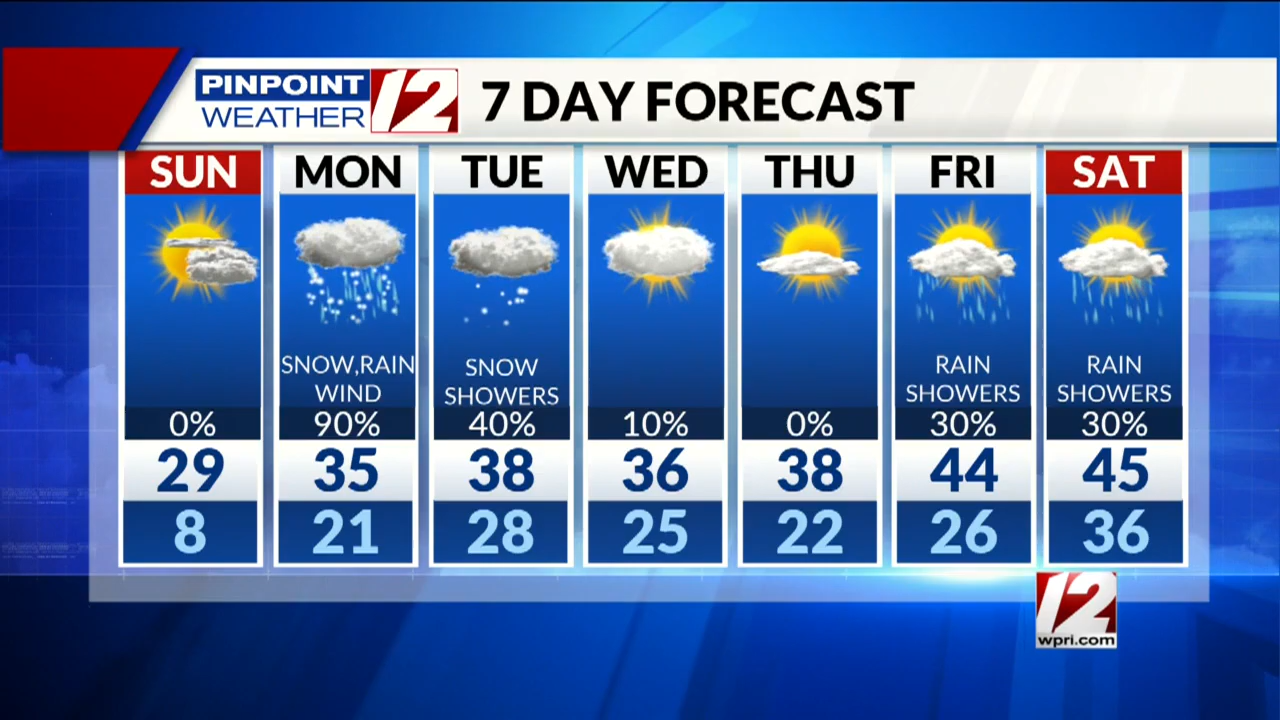 PINPOINT
WEATHER 12
7 DAY FORECAST
SUN MON TUE WED THU FRI SAT
SNOW,RAIN SNOW RAIN RAIN
WIND SHOWERS SHOWERS SHOWERS
0% 90% 40% 10% 0% 30% 30%
29 35 38 36 38 44 45
8 21 28 25 22 26 36
12
wpri.com